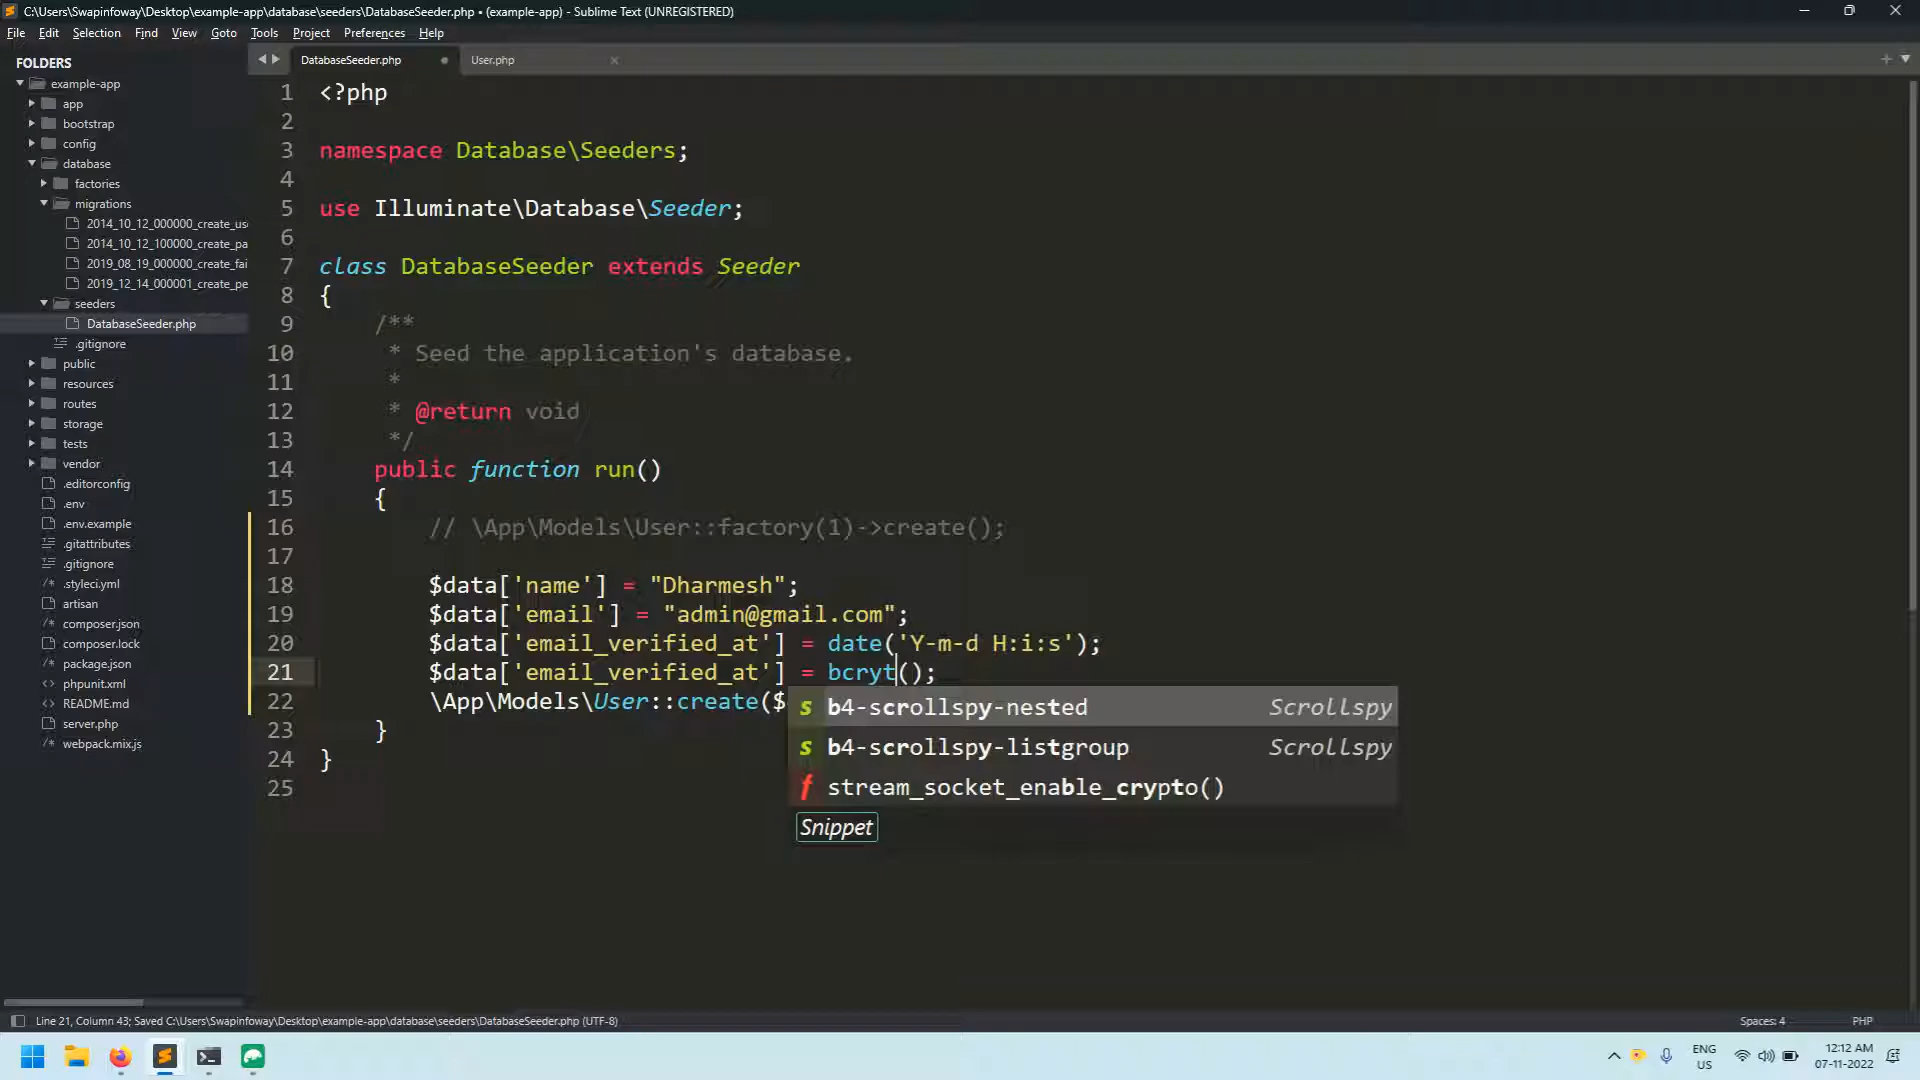 C:\Users\Swapinfoway\Desktop\example-app\database\seeders\DatabaseSeeder.php • (example-app) - Sublime Text (UNREGISTERED)
File Edit Selection Find View Goto Tools Project Preferences Help
FOLDERS
example-app
app
bootstrap
config
database
factories
migrations
2014_10_12_000000_create_us
2014_10_12_100000_create_pa
2019_08_19_000000_create_fai
2019_12_14_000001_create_pe
seeders
DatabaseSeeder.php
.gitignore
public
resources
routes
storage
tests
vendor
.editorconfig
.env
.env.example
.gitattributes
.gitignore
.styleci.yml
artisan
composer.json
composer.lock
package.json
phpunit.xml
README.md
server.php
webpack.mix.js
DatabaseSeeder.php
User.php
1 <?php
2
3 namespace Database\Seeders;
4
5 use Illuminate\Database\Seeder;
6
7 class DatabaseSeeder extends Seeder
8 {
9 /**
10 * Seed the application's database.
11 *
12 * @return void
13 */
14 public function run()
15 {
16 // \App\Models\User::factory(1)->create();
17
18 $data['name'] = "Dharmesh";
19 $data['email'] = "admin@gmail.com";
20 $data['email_verified_at'] = date('Y-m-d H:i:s');
21 $data['email_verified_at'] = bcryt();
22 \App\Models\User::create($
23 }
24 }
25
s b4-scrollspy-nested Scrollspy
s b4-scrollspy-listgroup Scrollspy
f stream_socket_enable_crypto()
Snippet
Line 21, Column 43; Saved C:\Users\Swapinfoway\Desktop\example-app\database\seeders\DatabaseSeeder.php (UTF-8)
Spaces: 4
PHP
ENG
US
12:12 AM
07-11-2022